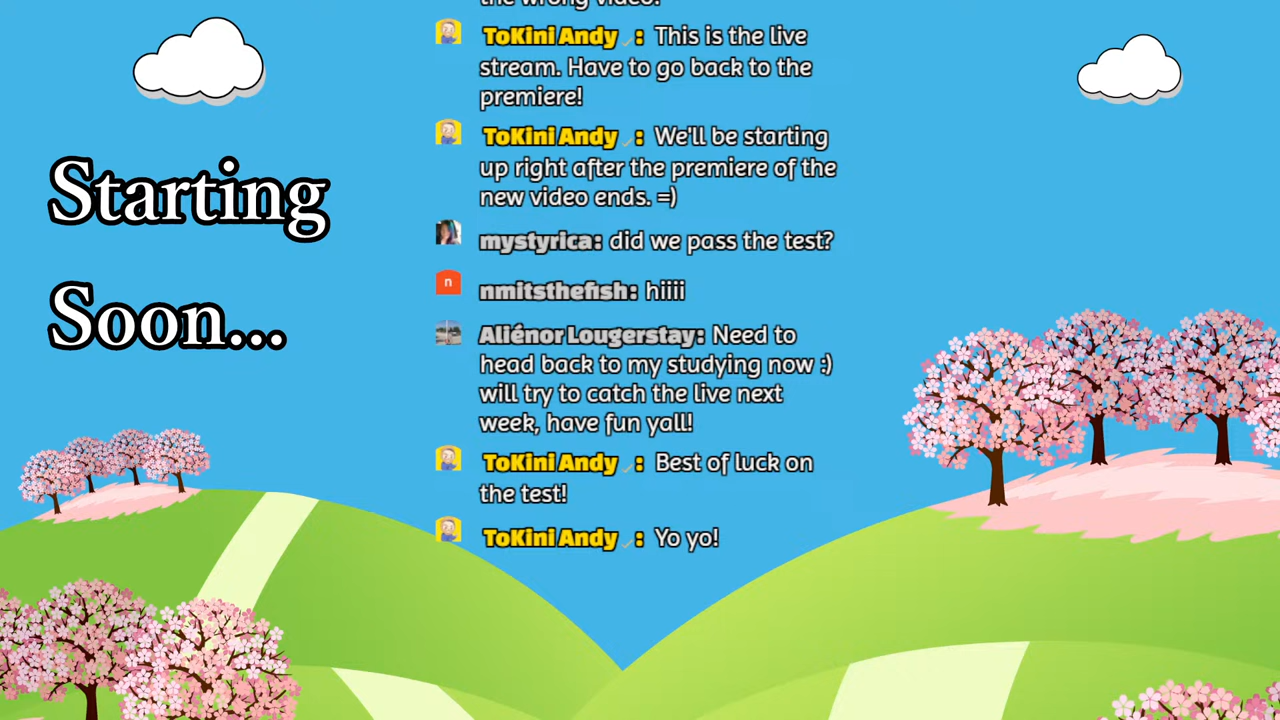 the wrong video!
ToKini Andy : This is the live
stream. Have to go back to the
premiere!
ToKini Andy : We'll be starting
up right after the premiere of the
new video ends. =)
mystyrica: did we pass the test?
n
nmitsthefish: hiiii
Aliénor Lougerstay: Need to
head back to my studying now :)
will try to catch the live next
week, have fun yall!
ToKini Andy : Best of luck on
the test!
ToKini Andy : Yo yo!
Starting
Soon...